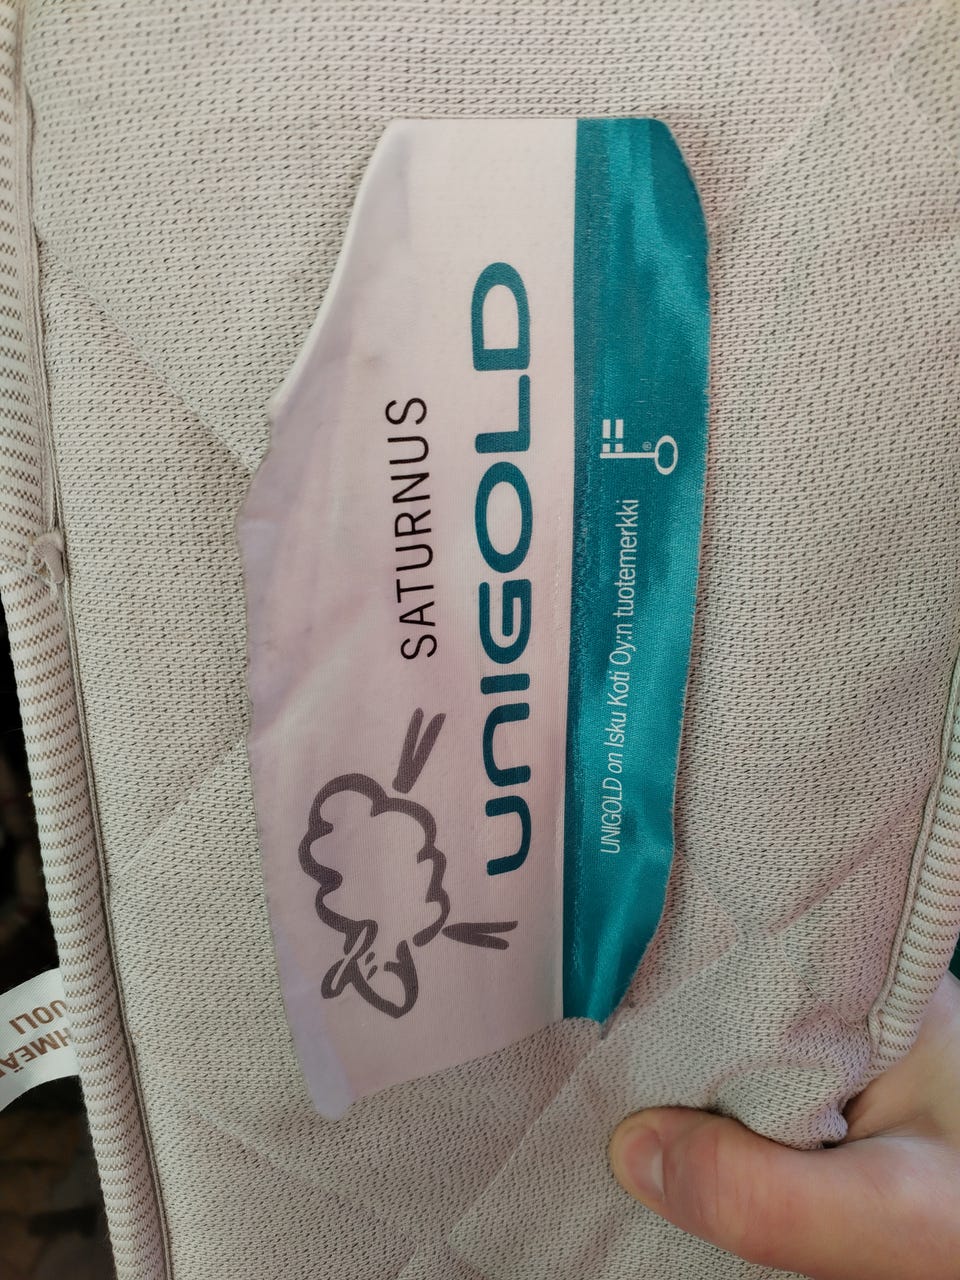 SATURNUS
UNIGOLD
UNIGOLD on Isku Koti Oy:n tuotemerkki
®